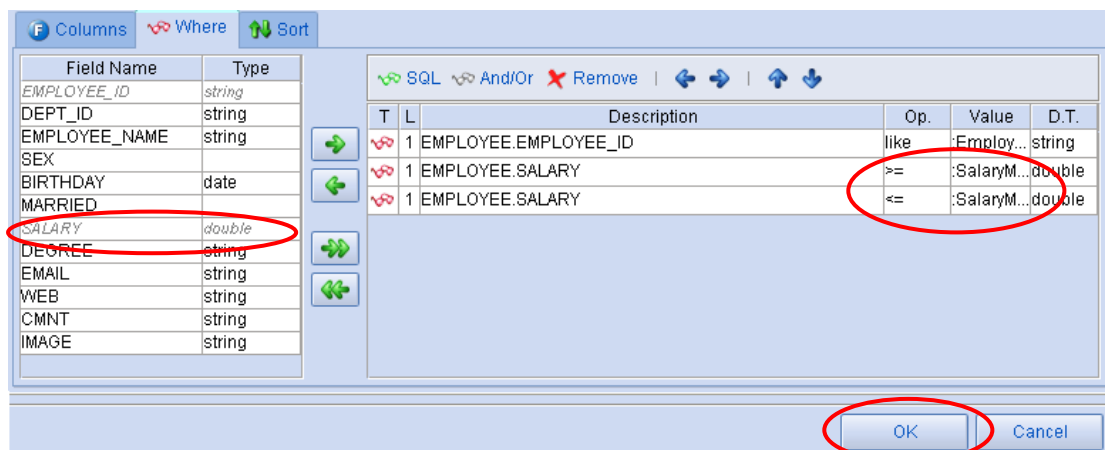 Columns Where Sort
Field Name Type
EMPLOYEE_ID string
DEPT_ID string
EMPLOYEE_NAME string
SEX
BIRTHDAY date
MARRIED
SALARY double
DEGREE string
EMAIL string
WEB string
CMNT string
IMAGE string
SQL And/Or Remove
T L Description Op. Value D.T.
1 EMPLOYEE.EMPLOYEE_ID like :Employ... string
1 EMPLOYEE.SALARY >= :SalaryM... double
1 EMPLOYEE.SALARY <= :SalaryM... double
OK Cancel